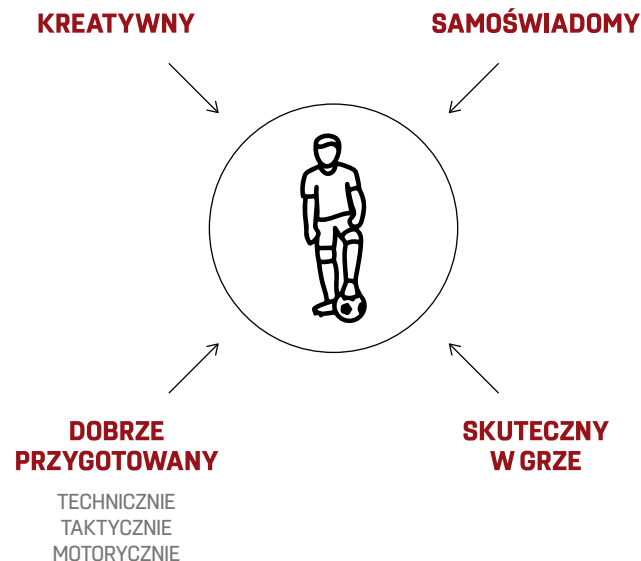 KREATYWNY
SAMOŚWIADOMY
DOBRZE
PRZYGOTOWANY
TECHNICZNIE
TAKTYCZNIE
MOTORYCZNIE
SKUTECZNY
W GRZE